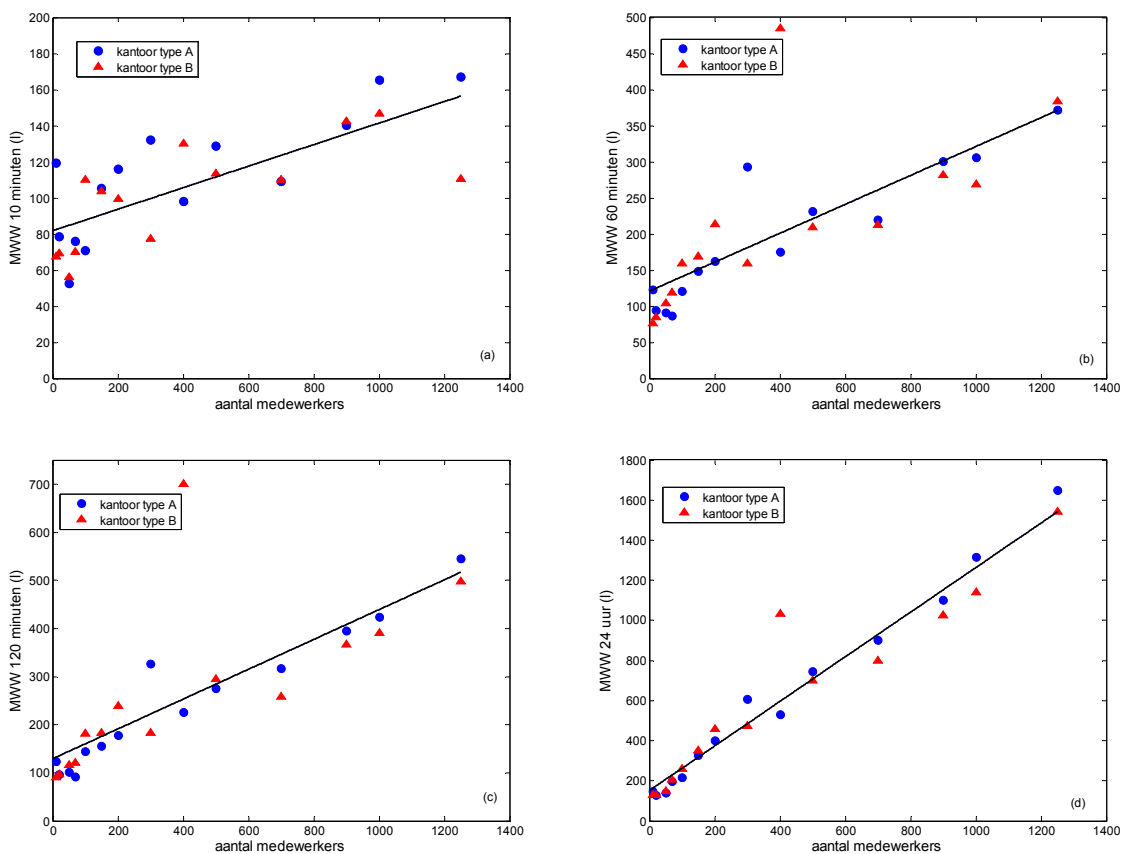 200
180
160
140
120
100
80
60
40
20
0
MWW 10 minuten (l)
kantoor type A
kantoor type B
(a)
0 200 400 600 800 1000 1200 1400
aantal medewerkers
500
450
400
350
300
250
200
150
100
50
0
MWW 60 minuten (l)
kantoor type A
kantoor type B
(b)
0 200 400 600 800 1000 1200 1400
aantal medewerkers
700
600
500
400
300
200
100
0
MWW 120 minuten (l)
kantoor type A
kantoor type B
(c)
0 200 400 600 800 1000 1200 1400
aantal medewerkers
1800
1600
1400
1200
1000
800
600
400
200
0
MWW 24 uur (l)
kantoor type A
kantoor type B
(d)
0 200 400 600 800 1000 1200 1400
aantal medewerkers